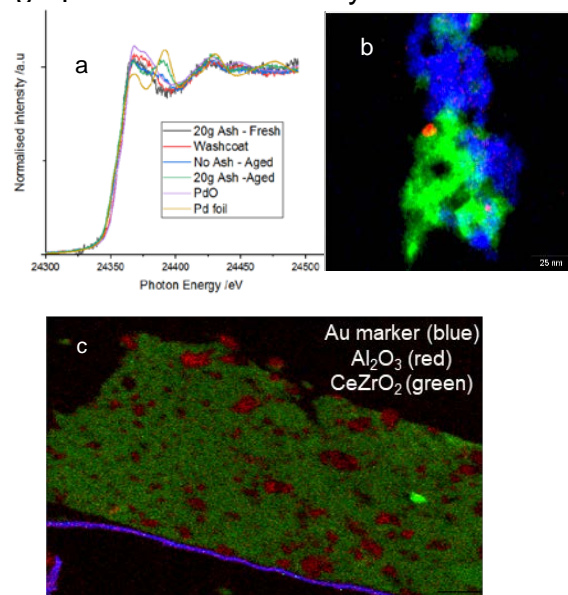 a
Normalised intensity /a.u
20g Ash - Fresh
Washcoat
No Ash - Aged
20g Ash -Aged
PdO
Pd foil
24300
24350
24400
24450
24500
Photon Energy /eV
b
25 nm
c
Au marker (blue)
Al₂O₃ (red)
CeZrO₂ (green)